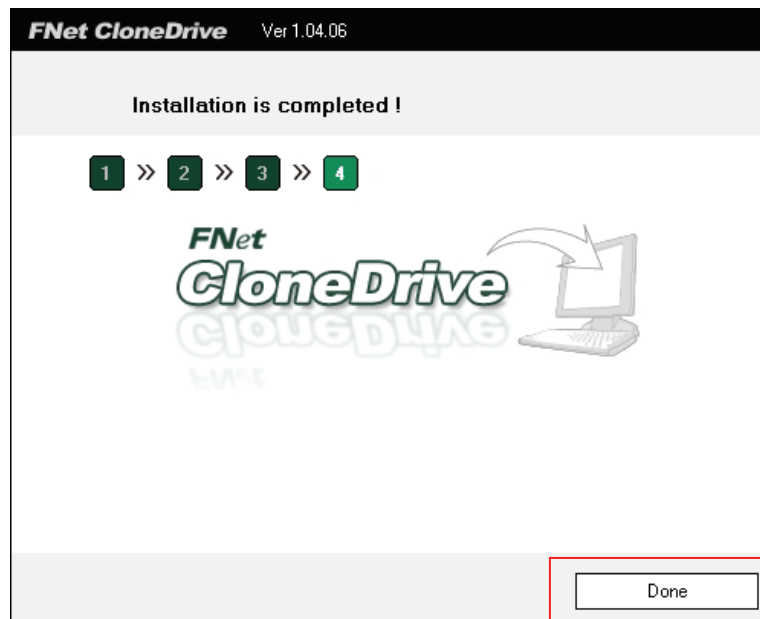 FNet CloneDrive Ver 1.04.06
Installation is completed !
1 » 2 » 3 » 4
FNet
CloneDrive
Done